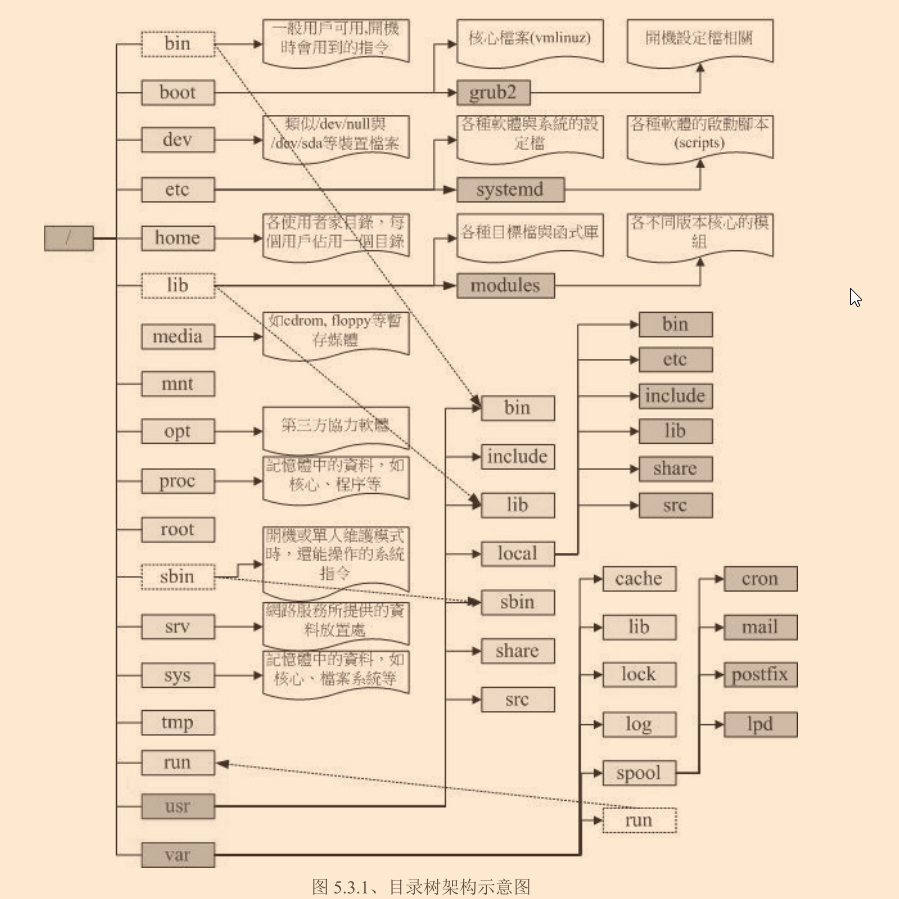 bin
一般用戶可用,開機
時會用到的指令
核心檔案(vmlinuz)
開機設定檔相關
boot
grub2
dev
類似/dev/null與
/dev/sda等裝置檔案
各種軟體與系統的設
定檔
各種軟體的啟動腳本
(scripts)
etc
systemd
/
home
各使用者家目錄，每
個用戶佔用一個目錄
各種目標檔與函式庫
各不同版本核心的模
組
lib
modules
media
如cdrom, floppy等暫
存媒體
mnt
opt
第三方協力軟體
proc
記憶體中的資料，如
核心、程序等
root
sbin
開機或單人維護模式
時，還能操作的系統
指令
srv
網路服務所提供的資
料放置處
sys
記憶體中的資料，如
核心、檔案系統等
tmp
run
usr
var
bin
include
lib
local
sbin
share
src
bin
etc
include
lib
share
src
cache
lib
lock
log
spool
run
cron
mail
postfix
lpd
图 5.3.1、目录树架构示意图